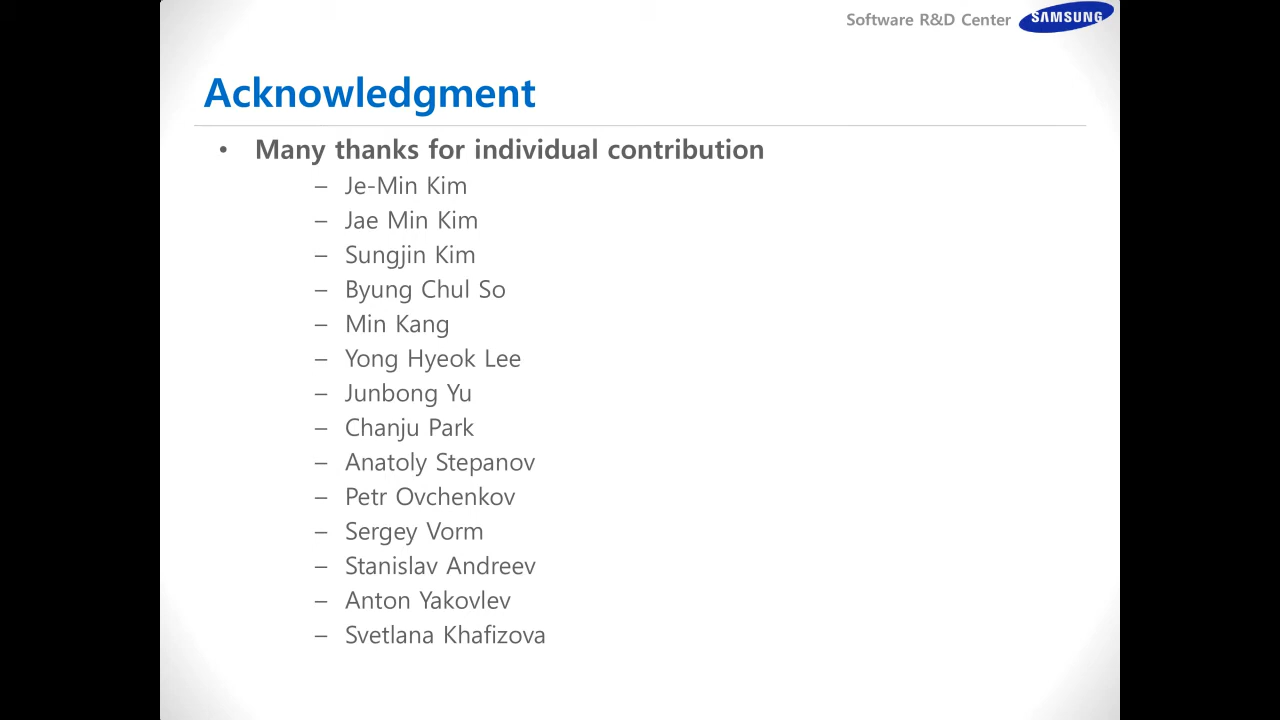 Software R&D Center SAMSUNG
Acknowledgment
• Many thanks for individual contribution
– Je-Min Kim
– Jae Min Kim
– Sungjin Kim
– Byung Chul So
– Min Kang
– Yong Hyeok Lee
– Junbong Yu
– Chanju Park
– Anatoly Stepanov
– Petr Ovchenkov
– Sergey Vorm
– Stanislav Andreev
– Anton Yakovlev
– Svetlana Khafizova